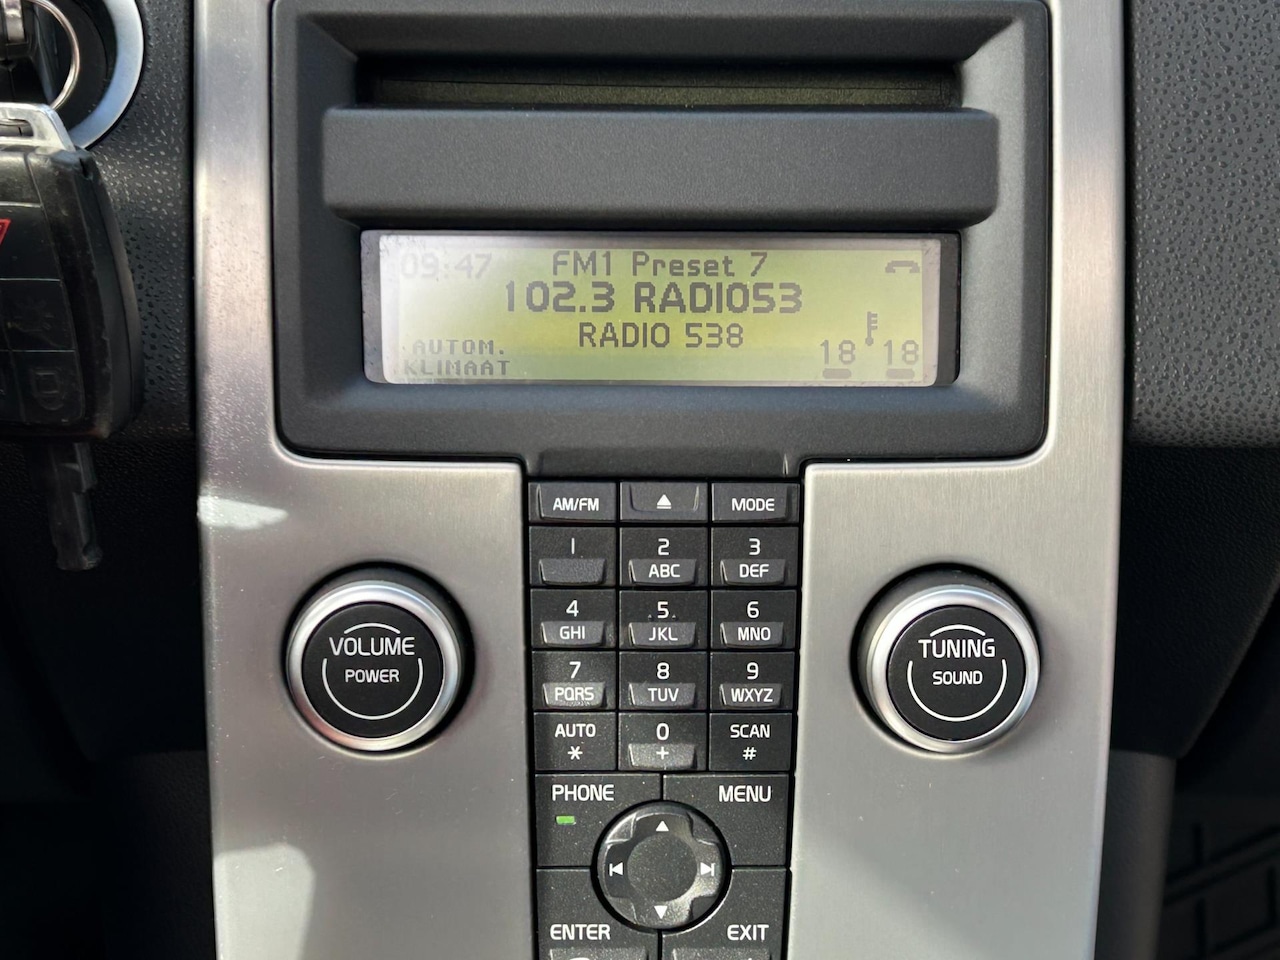 09:47 FM1 Preset 7
102.3 RADIO53
RADIO 538
AUTOM.
KLIMAAT
18 18
AM/FM MODE
1 2 3
ABC DEF
4 5 6
GHI JKL MNO
7 8 9
PQRS TUV WXYZ
AUTO 0 SCAN
* + #
VOLUME
POWER
TUNING
SOUND
PHONE MENU
ENTER EXIT